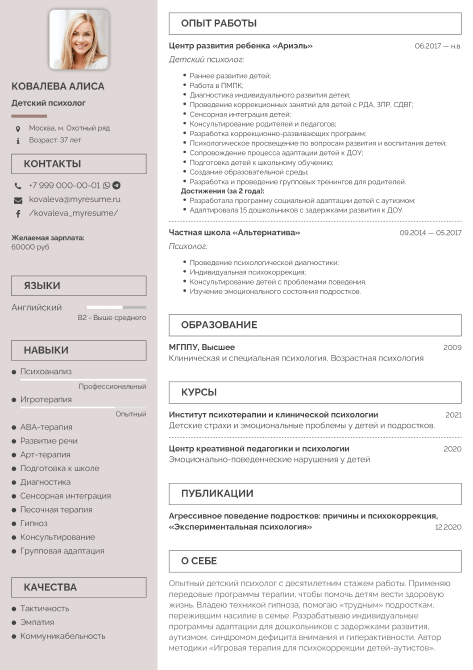 КОВАЛЕВА АЛИСА
Детский психолог
Москва, м. Охотный ряд
Возраст: 37 лет
КОНТАКТЫ
+7 999 000-00-01
kovaleva@myresume.ru
/kovaleva_myresume/
Желаемая зарплата:
60000 руб
ЯЗЫКИ
Английский
B2 - Выше среднего
НАВЫКИ
Психоанализ
Профессиональный
Игротерапия
Опытный
АВА-терапия
Развитие речи
Арт-терапия
Подготовка к школе
Диагностика
Сенсорная интеграция
Песочная терапия
Гипноз
Консультирование
Групповая адаптация
КАЧЕСТВА
Тактичность
Эмпатия
Коммуникабельность
ОПЫТ РАБОТЫ
Центр развития ребенка «Ариэль» 06.2017 — н.в.
Детский психолог:
Раннее развитие детей;
Работа в ПМПК;
Диагностика индивидуального развития детей;
Проведение коррекционных занятий для детей с РДА, ЗПР, СДВГ;
Сенсорная интеграция детей;
Консультирование родителей и педагогов;
Разработка коррекционно-развивающих программ;
Психологическое просвещение по вопросам развития и воспитания детей;
Сопровождение процесса адаптации детей к ДОУ;
Подготовка детей к школьному обучению;
Создание образовательной среды;
Разработка и проведение групповых тренингов для родителей.
Достижения (за 2 года):
Разработала программу социальной адаптации детей с аутизмом;
Адаптировала 15 дошкольников с задержками развития к ДОУ.
Частная школа «Альтернатива» 09.2014 — 05.2017
Психолог:
Проведение психологической диагностики;
Индивидуальная психокоррекция;
Консультирование детей с проблемами поведения;
Изучение эмоционального состояния подростков.
ОБРАЗОВАНИЕ
МГППУ, Высшее 2009
Клиническая и специальная психология, Возрастная психология
КУРСЫ
Институт психотерапии и клинической психологии 2021
Детские страхи и эмоциональные проблемы у детей и подростков.
Центр креативной педагогики и психологии 2020
Эмоционально-поведенческие нарушения у детей
ПУБЛИКАЦИИ
Агрессивное поведение подростков: причины и психокоррекция,
«Экспериментальная психология» 12.2020
О СЕБЕ
Опытный детский психолог с десятилетним стажем работы. Применяю
передовые программы терапии, чтобы помочь детям вести здоровую
жизнь. Владею техникой гипноза, помогаю «трудным» подросткам,
пережившим насилие в семье. Разрабатываю индивидуальные
программы адаптации для дошкольников с задержками развития, с
аутизмом, синдромом дефицита внимания и гиперактивности. Автор
методики «Игровая терапия для психокоррекции детей-аутистов».